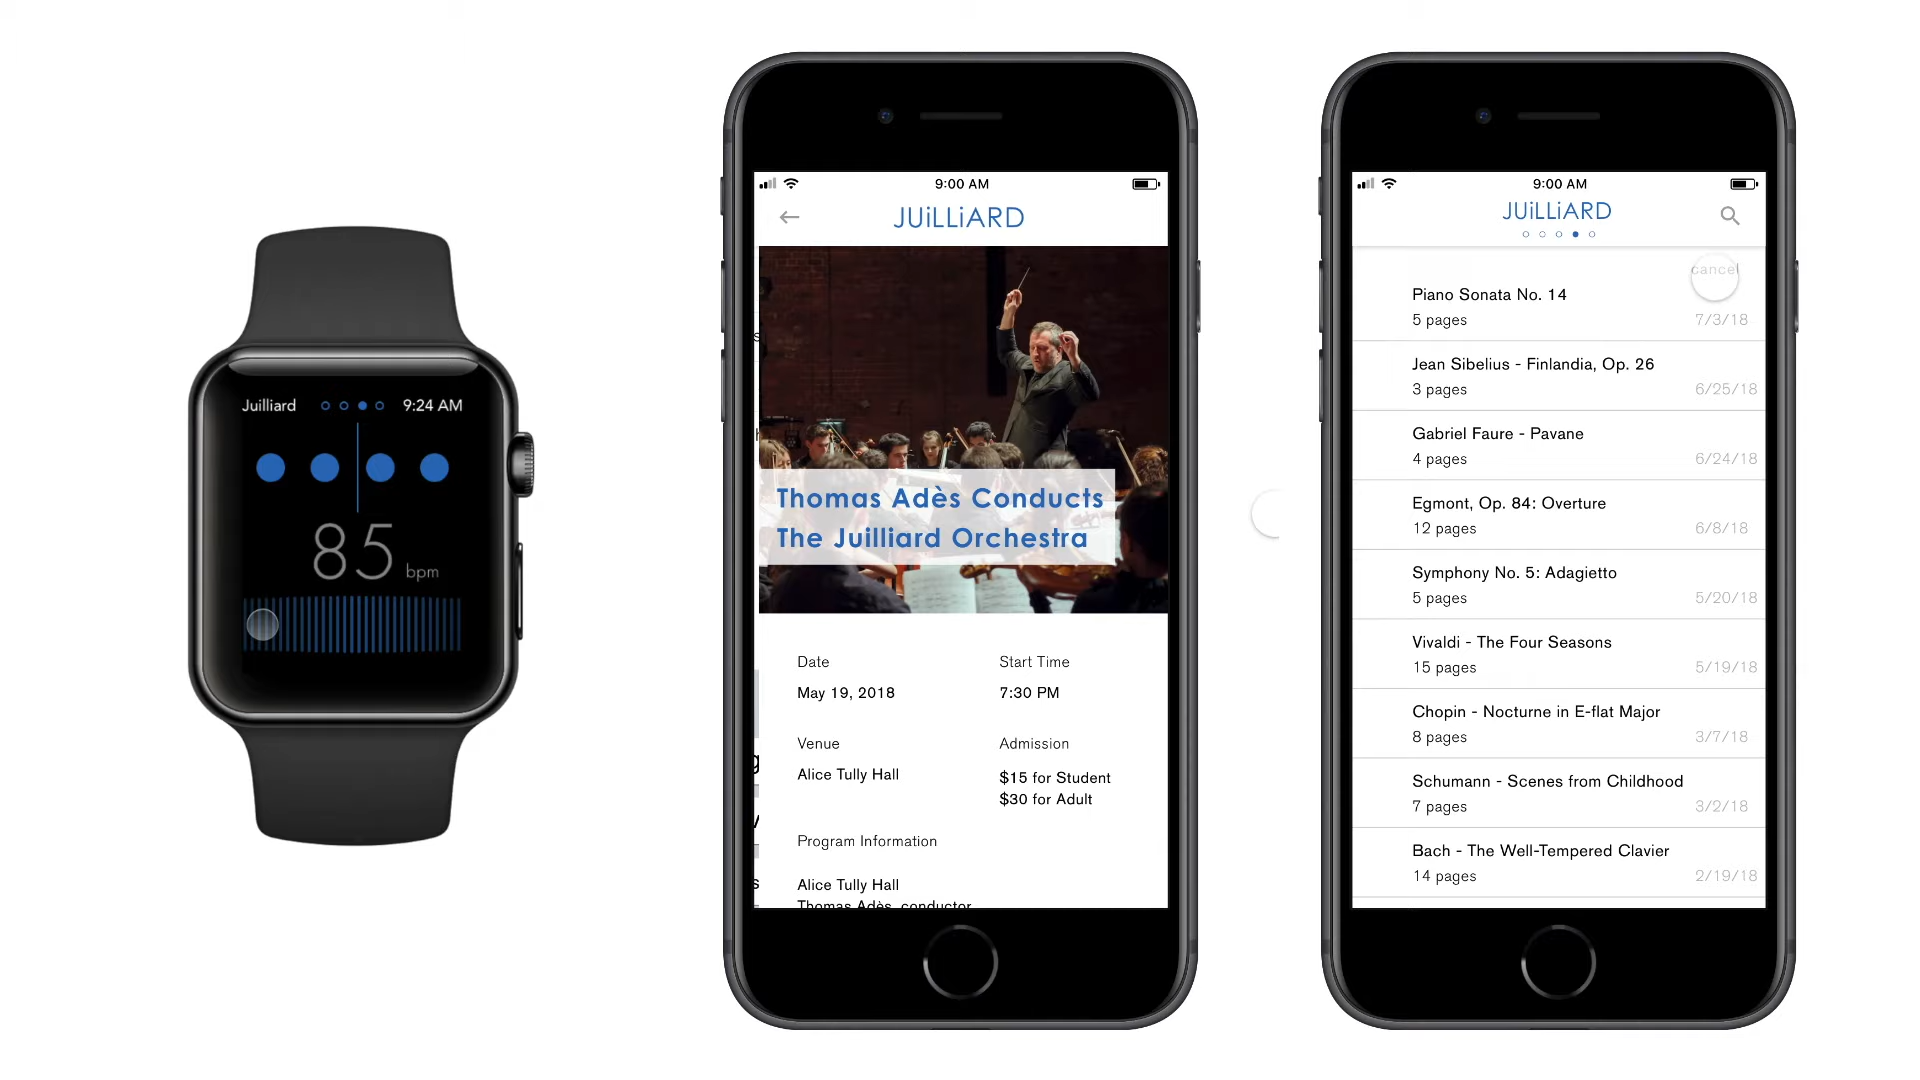 Juilliard
9:24 AM
85 bpm
9:00 AM
JUiLLiARD
Thomas Adès Conducts
The Juilliard Orchestra
Date
May 19, 2018
Start Time
7:30 PM
Venue
Alice Tully Hall
Admission
$15 for Student
$30 for Adult
Program Information
Alice Tully Hall
Thomas Adès, conductor
9:00 AM
JUiLLiARD
cancel
Piano Sonata No. 14
5 pages
7/3/18
Jean Sibelius - Finlandia, Op. 26
3 pages
6/25/18
Gabriel Faure - Pavane
4 pages
6/24/18
Egmont, Op. 84: Overture
12 pages
6/8/18
Symphony No. 5: Adagietto
5 pages
5/20/18
Vivaldi - The Four Seasons
15 pages
5/19/18
Chopin - Nocturne in E-flat Major
8 pages
3/7/18
Schumann - Scenes from Childhood
7 pages
3/2/18
Bach - The Well-Tempered Clavier
14 pages
2/19/18